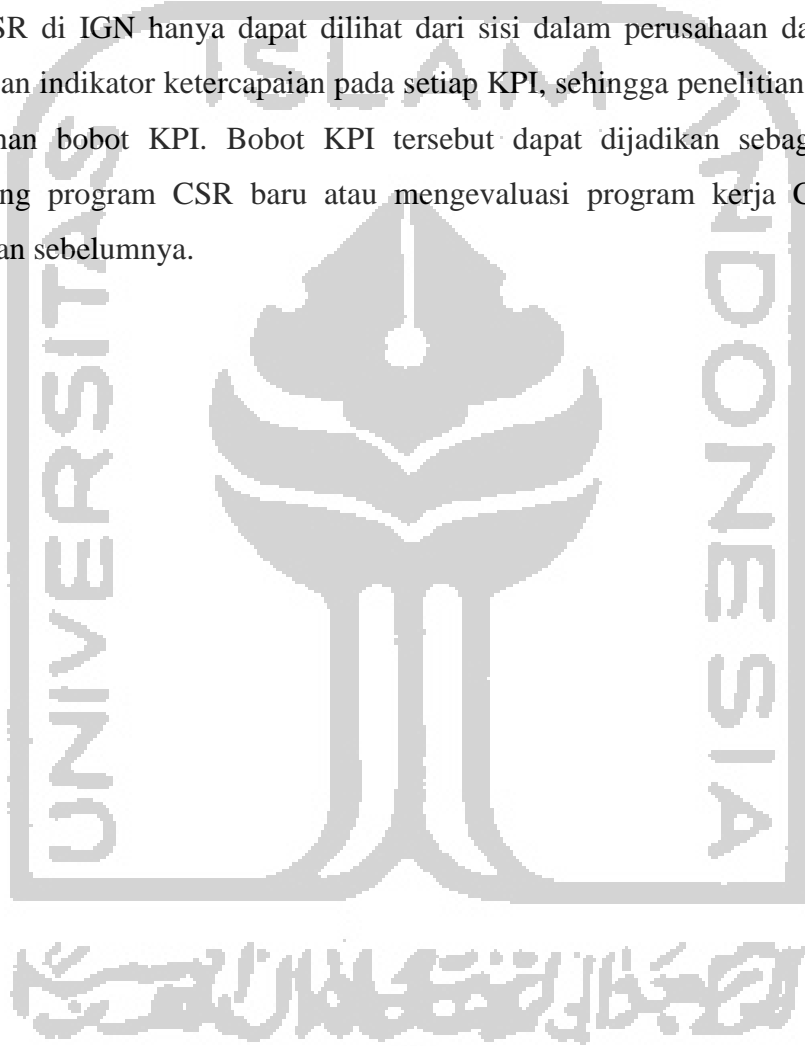 SR di IGN hanya dapat dilihat dari sisi dalam perusahaan da
an indikator ketercapaian pada setiap KPI, sehingga penelitian
nan bobot KPI. Bobot KPI tersebut dapat dijadikan sebag
ng program CSR baru atau mengevaluasi program kerja C
an sebelumnya.
UNIVERSITAS
ISLAM
INDONESIA